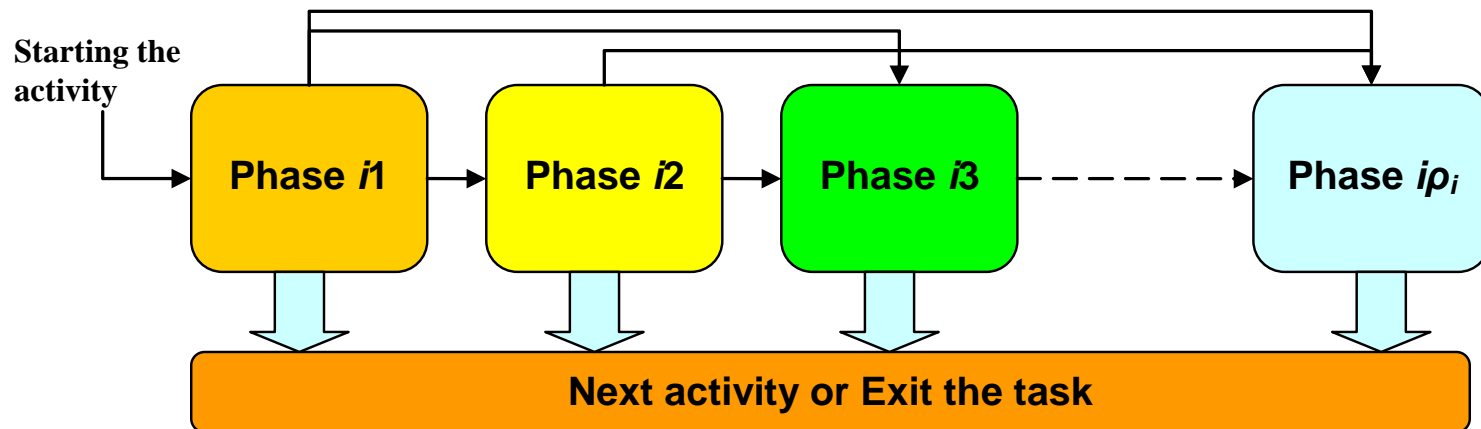 Starting the
activity
Phase i1
Phase i2
Phase i3
Phase iρᵢ
Next activity or Exit the task